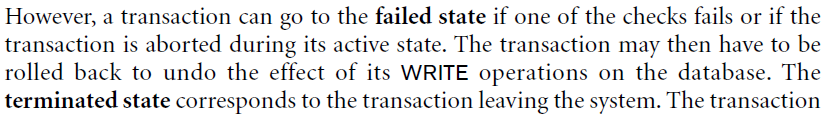 However, a transaction can go to the failed state if one of the checks fails or if the
transaction is aborted during its active state. The transaction may then have to be
rolled back to undo the effect of its WRITE operations on the database. The
terminated state corresponds to the transaction leaving the system. The transaction